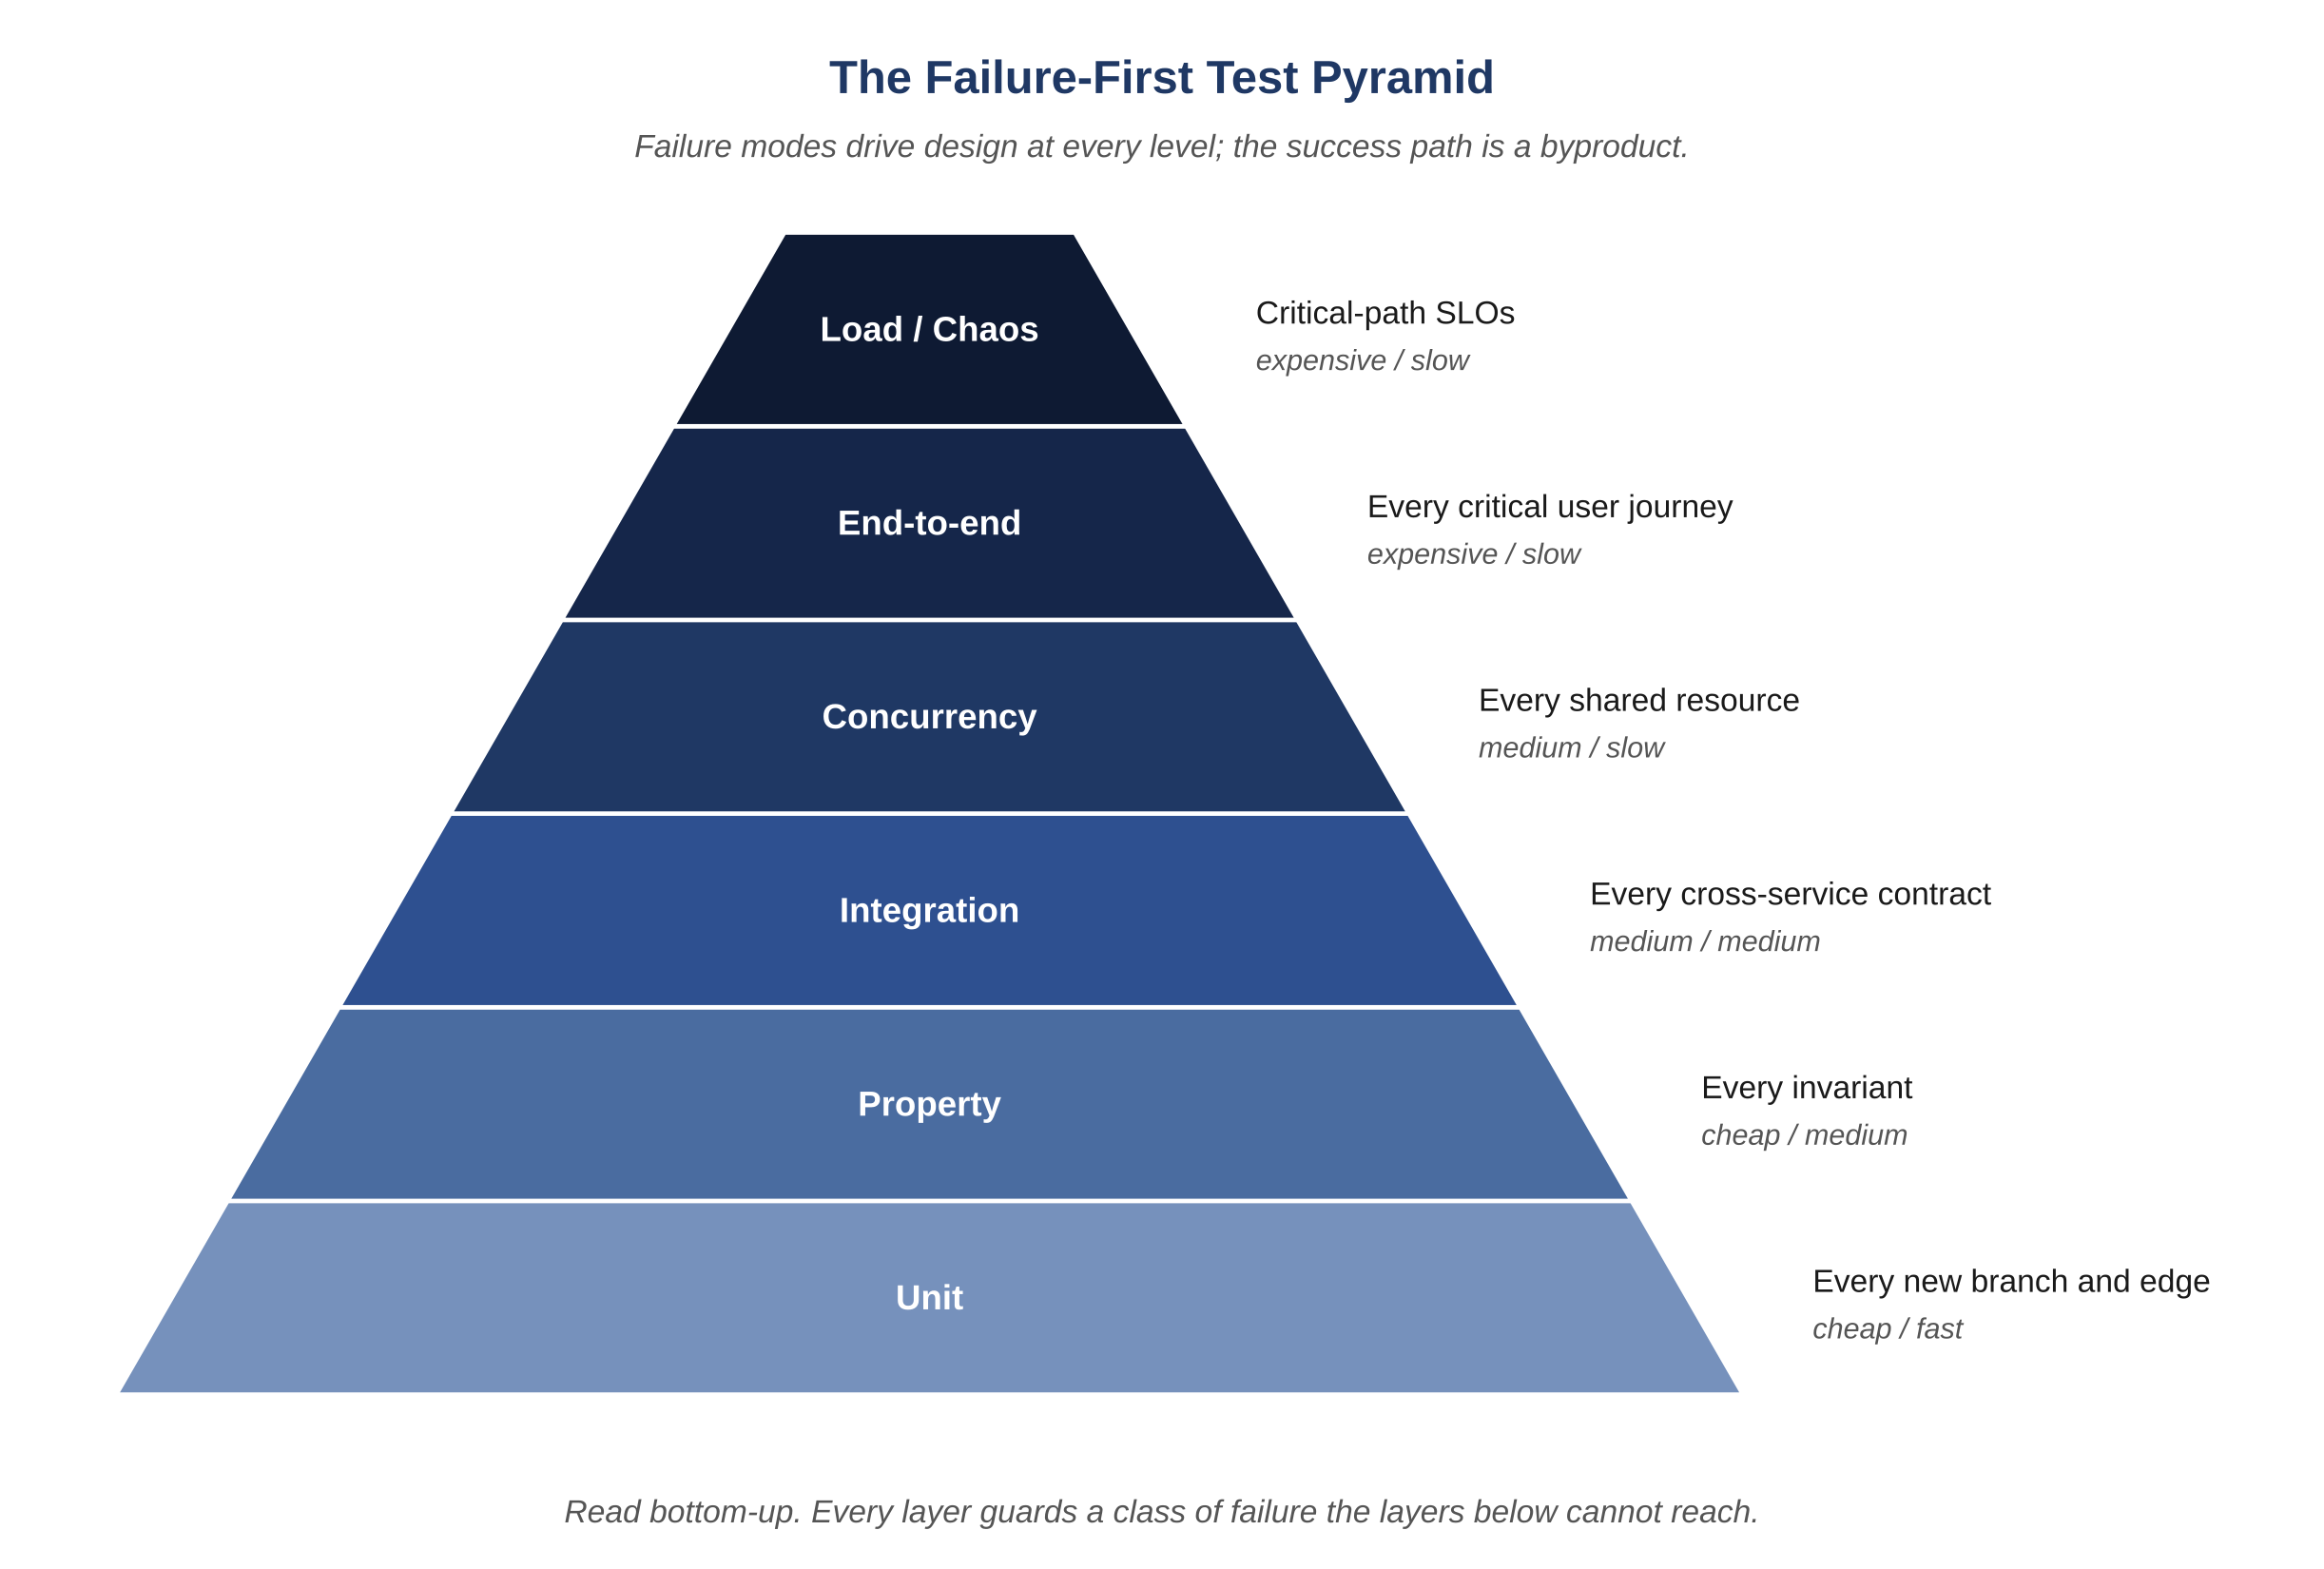 The Failure-First Test Pyramid
Failure modes drive design at every level; the success path is a byproduct.
Load / Chaos
Critical-path SLOs
expensive / slow
End-to-end
Every critical user journey
expensive / slow
Concurrency
Every shared resource
medium / slow
Integration
Every cross-service contract
medium / medium
Property
Every invariant
cheap / medium
Unit
Every new branch and edge
cheap / fast
Read bottom-up. Every layer guards a class of failure the layers below cannot reach.